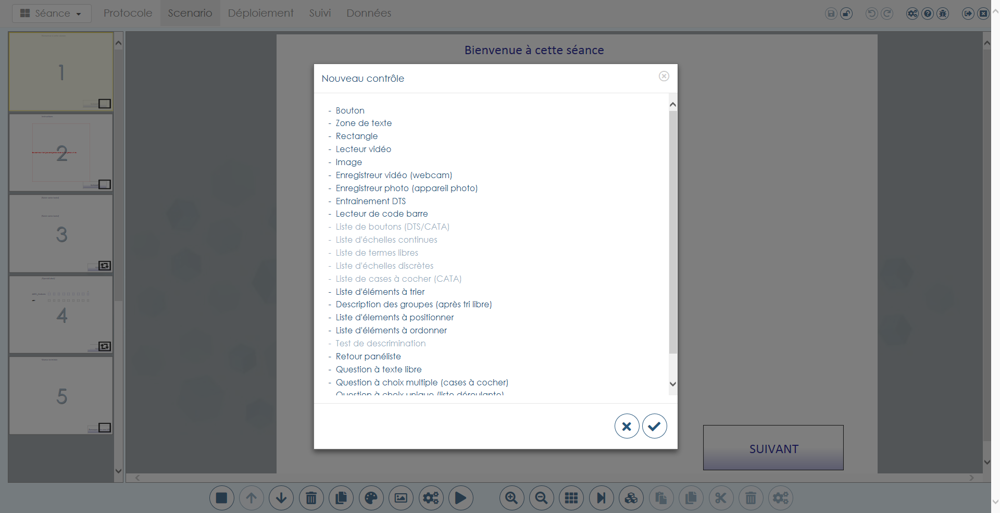 Séance
Protocole
Scenario
Déploiement
Suivi
Données
Bienvenue à cette séance
Nouveau contrôle
- Bouton
- Zone de texte
- Rectangle
- Lecteur vidéo
- Image
- Enregistreur vidéo (webcam)
- Enregistreur photo (appareil photo)
- Entrainement DTS
- Lecteur de code barre
- Liste de boutons (DTS/CATA)
- Liste d'échelles continues
- Liste de termes libres
- Liste d'échelles discrètes
- Liste de cases à cocher (CATA)
- Liste d'éléments à trier
- Description des groupes (après tri libre)
- Liste d'élements à positionner
- Liste d'éléments à ordonner
- Test de descrimination
- Retour panéliste
- Question à texte libre
- Question à choix multiple (cases à cocher)
Question à choix unique (liste déroulante)
1
2
3
4
5
SUIVANT